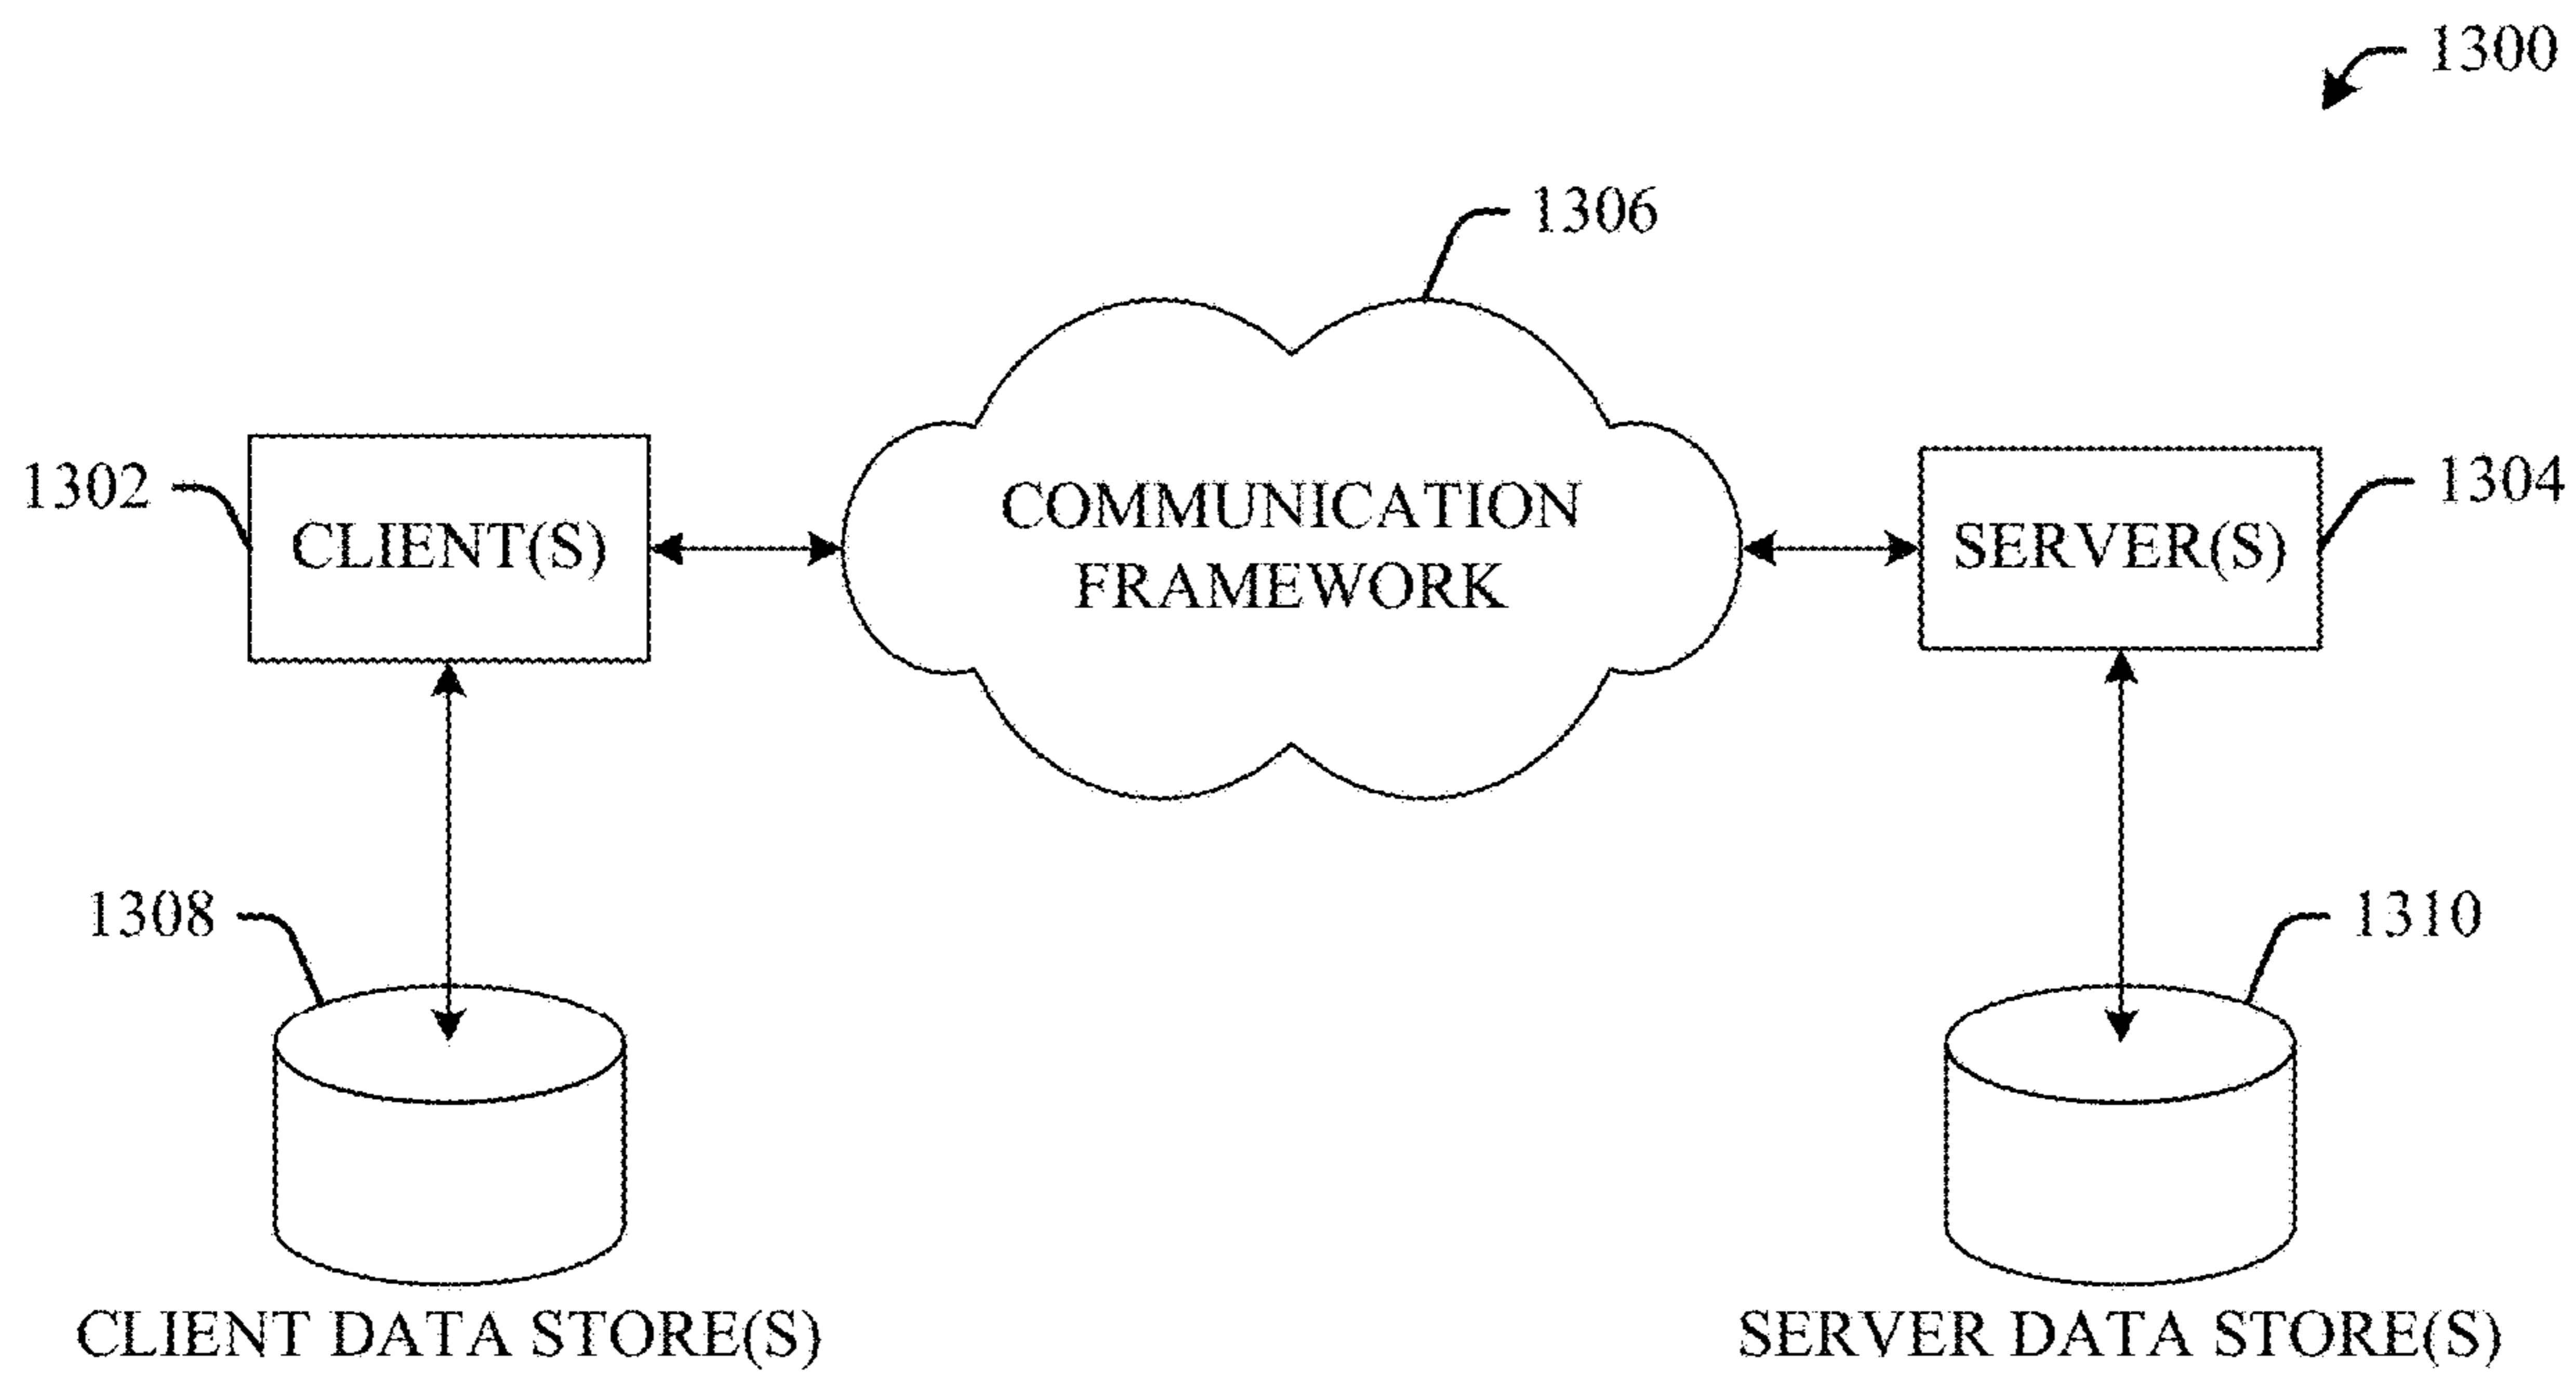 1300
1306
1302
CLIENT(S)
COMMUNICATION
FRAMEWORK
SERVER(S)
1304
1308
1310
CLIENT DATA STORE(S)
SERVER DATA STORE(S)